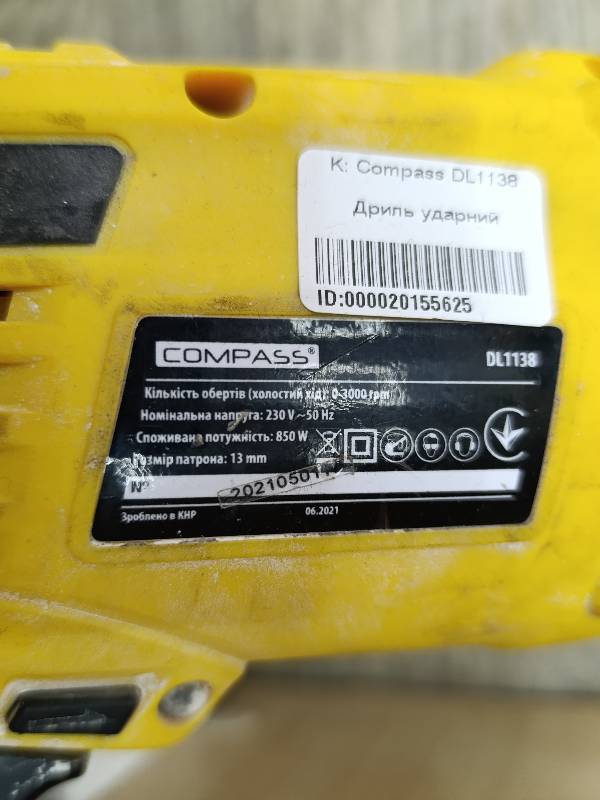 K: Compass DL1138
Дриль ударний
ID:000020155625
COMPASS®
DL1138
Кількість обертів (холостий хід): 0-3000 rpm
Номінальна напруга: 230 V ~50 Hz
Споживана потужність: 850 W
Розмір патрона: 13 mm
№
Зроблено в КНР
06.2021